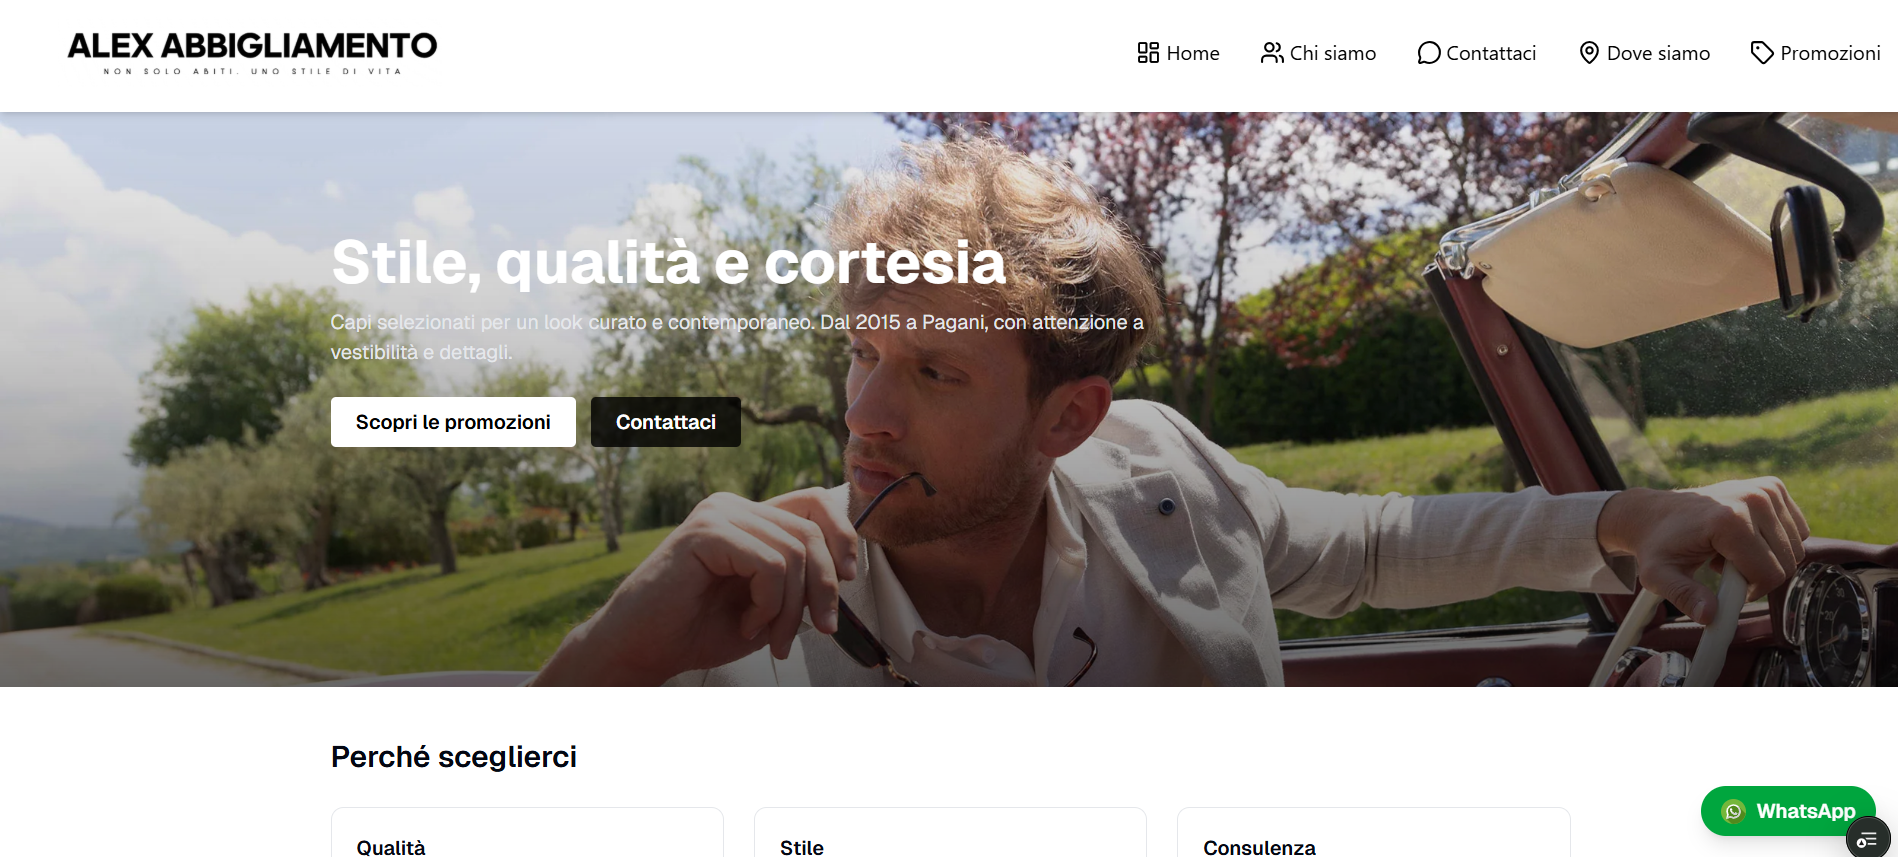 ALEX ABBIGLIAMENTO
NON SOLO ABITI. UNO STILE DI VITA
Home
Chi siamo
Contattaci
Dove siamo
Promozioni
Stile, qualità e cortesia
Capi selezionati per un look curato e contemporaneo. Dal 2015 a Pagani, con attenzione a
vestibilità e dettagli.
Scopri le promozioni
Contattaci
Perché sceglierci
Qualità
Stile
Consulenza
WhatsApp